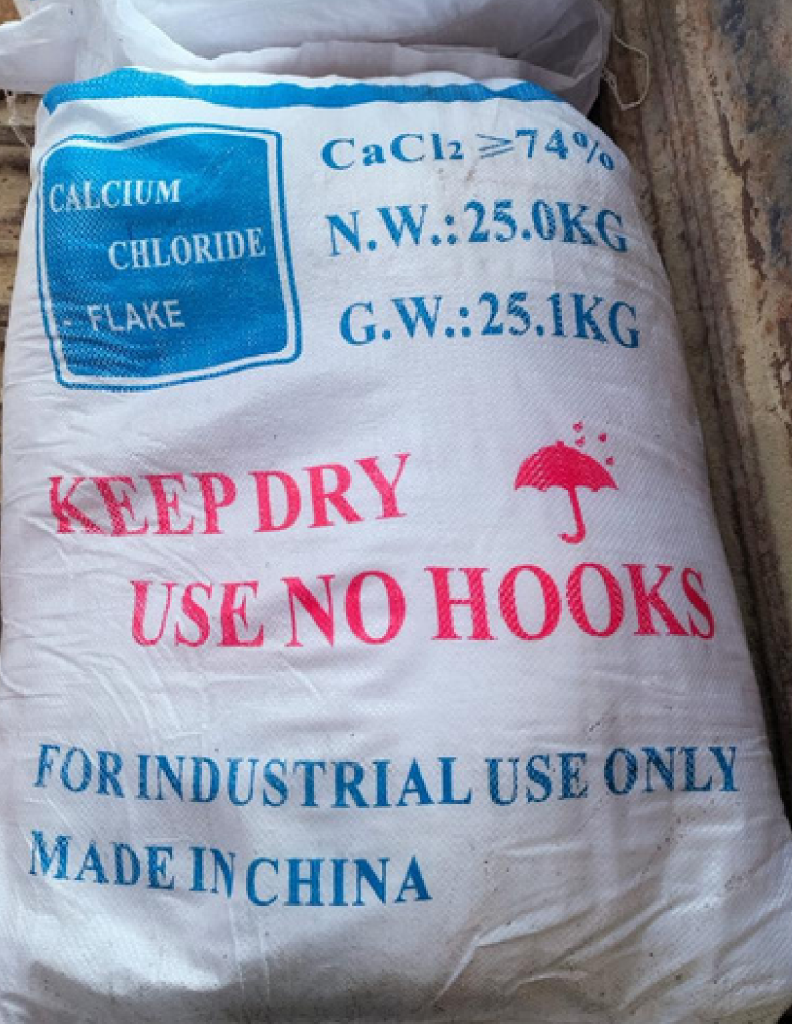 CALCIUM
CHLORIDE
- FLAKE
CaCl₂ ≥74%
N.W.:25.0KG
G.W.:25.1KG
KEEP DRY
USE NO HOOKS
FOR INDUSTRIAL USE ONLY
MADE IN CHINA